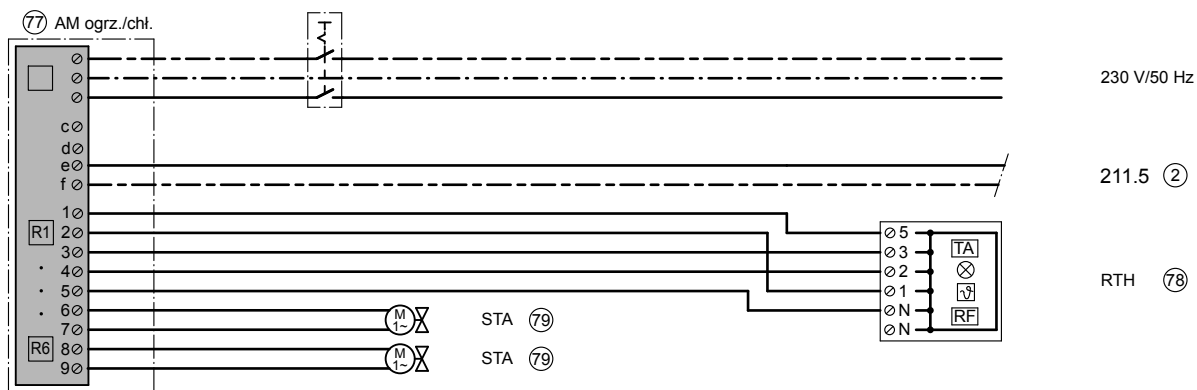 77 AM ogrz./chł.
230 V/50 Hz
c
d
e
f
211.5 2
1
R1 2
3
4
5
6
7
R6 8
9
5
3 TA
2
1 ϑ
N RF
N
RTH 78
M 1~ STA 79
M 1~ STA 79